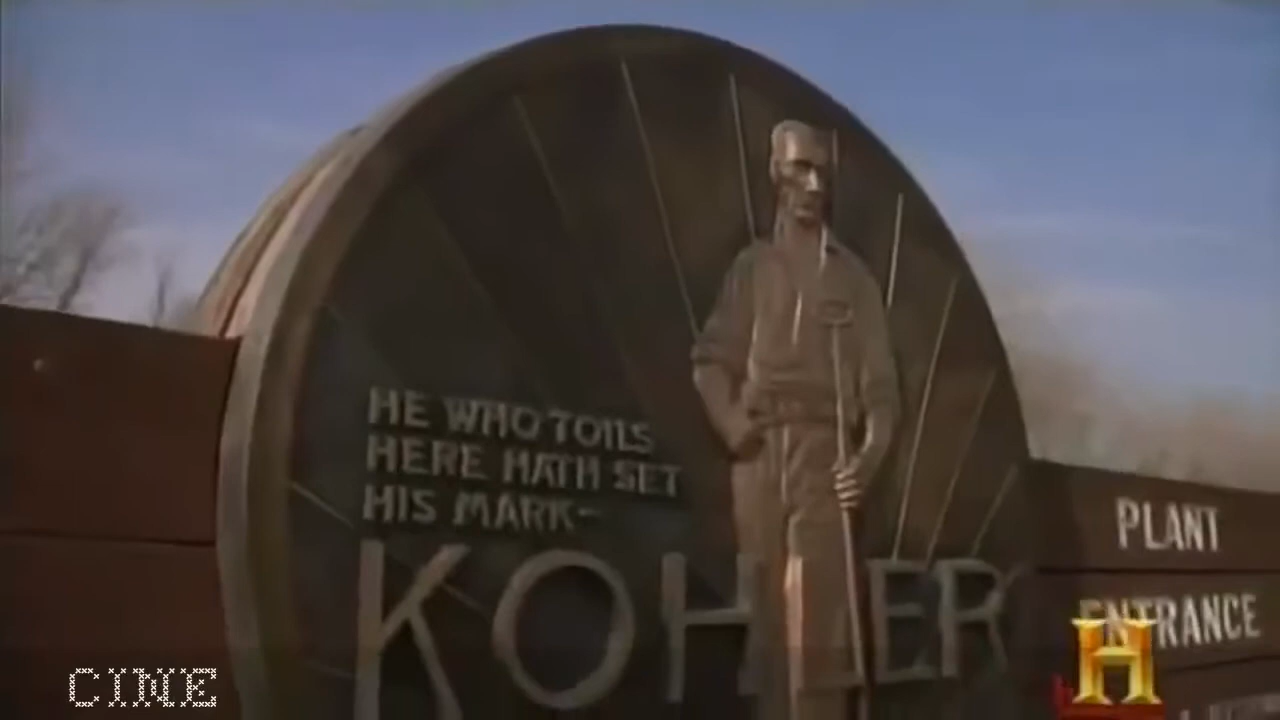 HE WHO TOILS
HERE HATH SET
HIS MARK-
KOHLER
PLANT
ENTRANCE
CINE
H